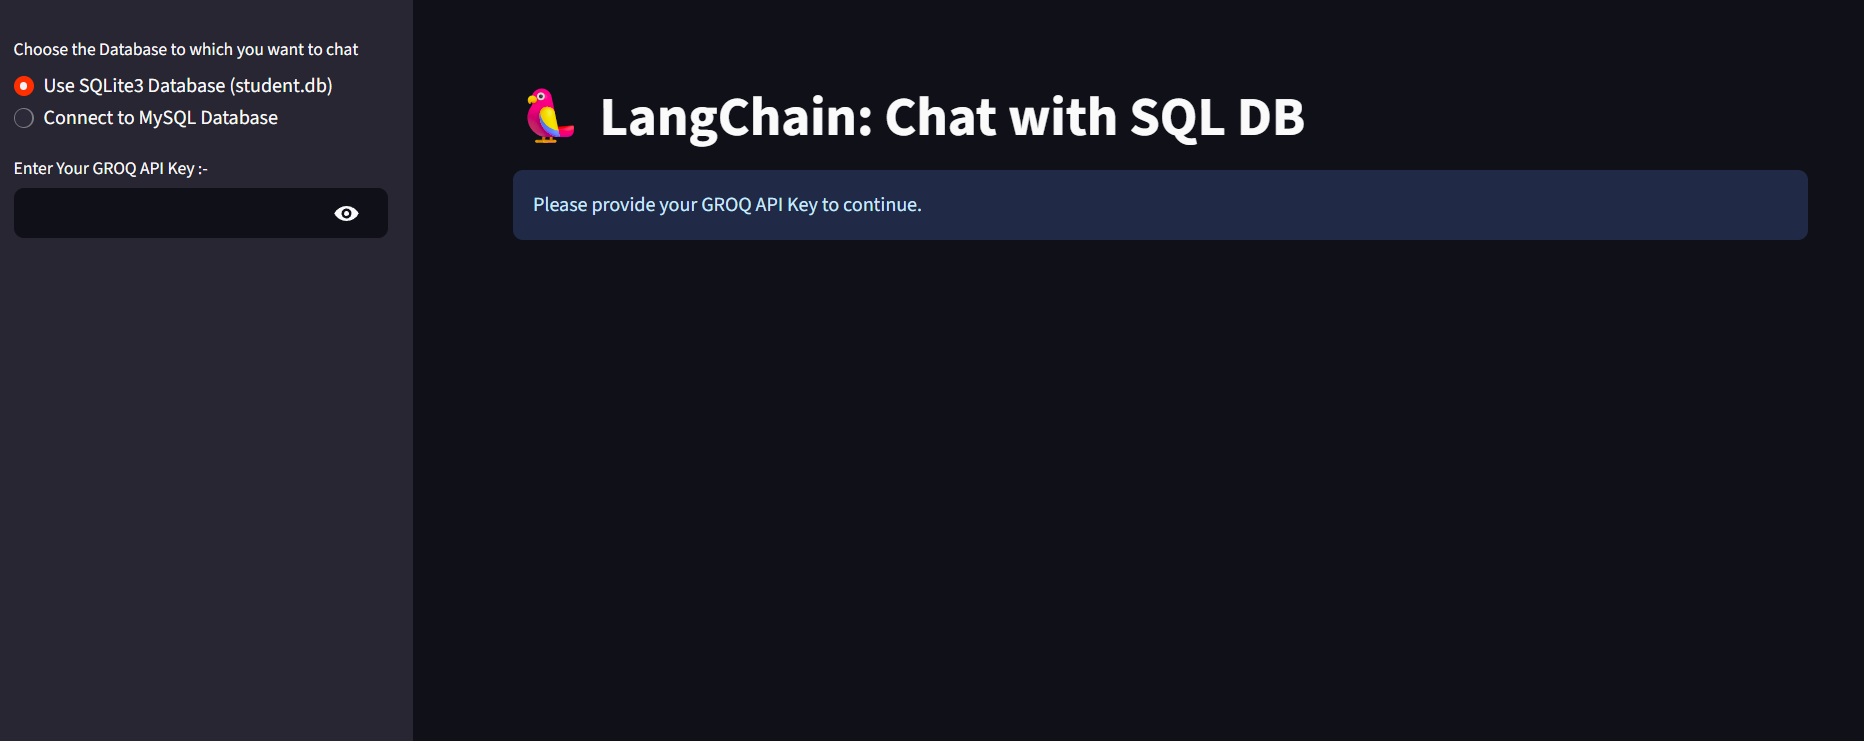 Choose the Database to which you want to chat
Use SQLite3 Database (student.db)
Connect to MySQL Database
Enter Your GROQ API Key :-
LangChain: Chat with SQL DB
Please provide your GROQ API Key to continue.